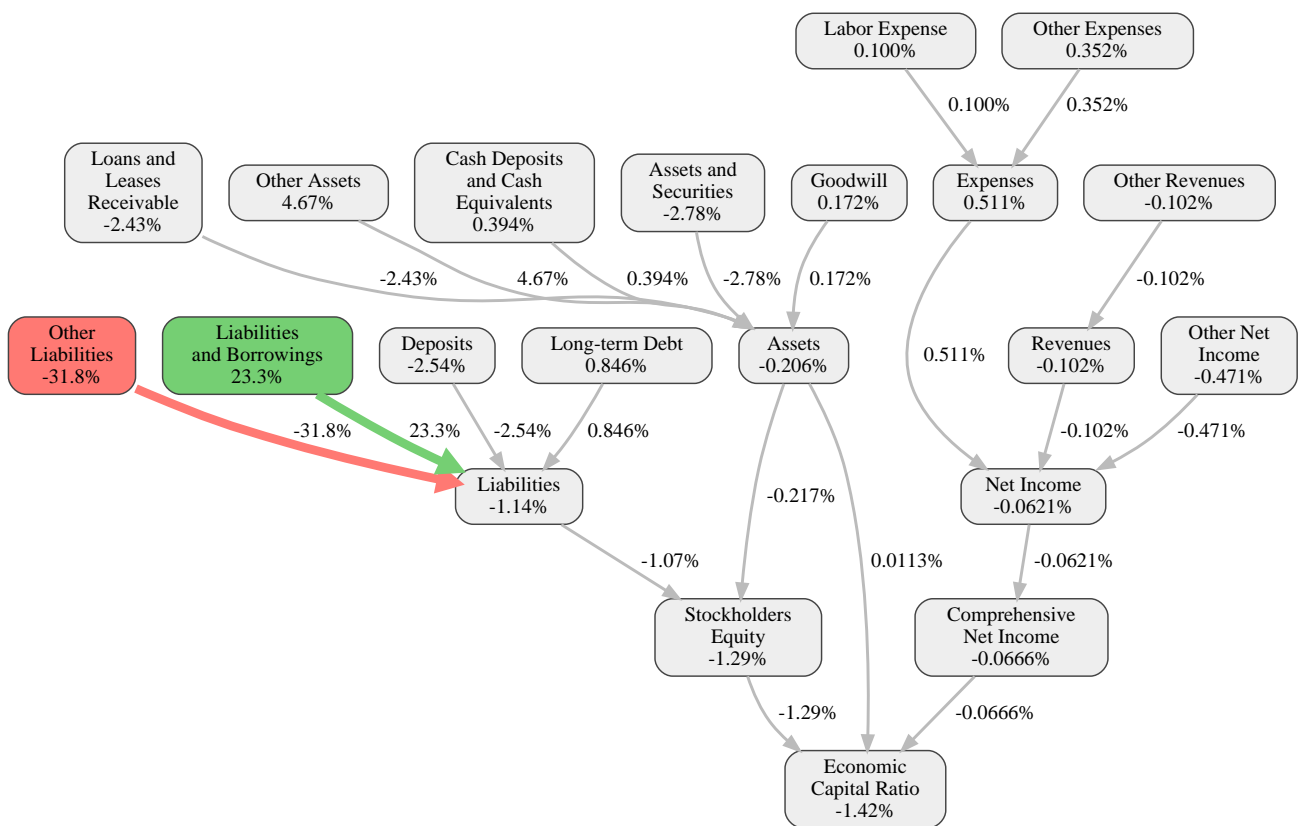 Labor Expense
0.100%
Other Expenses
0.352%
0.100%
0.352%
Loans and
Leases
Receivable
-2.43%
Other Assets
4.67%
Cash Deposits
and Cash
Equivalents
0.394%
Assets and
Securities
-2.78%
Goodwill
0.172%
Expenses
0.511%
Other Revenues
-0.102%
-2.43%
4.67%
0.394%
-2.78%
0.172%
-0.102%
Other
Liabilities
-31.8%
Liabilities
and Borrowings
23.3%
Deposits
-2.54%
Long-term Debt
0.846%
Assets
-0.206%
0.511%
Revenues
-0.102%
Other Net
Income
-0.471%
-31.8%
23.3%
-2.54%
0.846%
-0.102%
-0.471%
Liabilities
-1.14%
-0.217%
Net Income
-0.0621%
-1.07%
0.0113%
-0.0621%
Stockholders
Equity
-1.29%
Comprehensive
Net Income
-0.0666%
-1.29%
-0.0666%
Economic
Capital Ratio
-1.42%